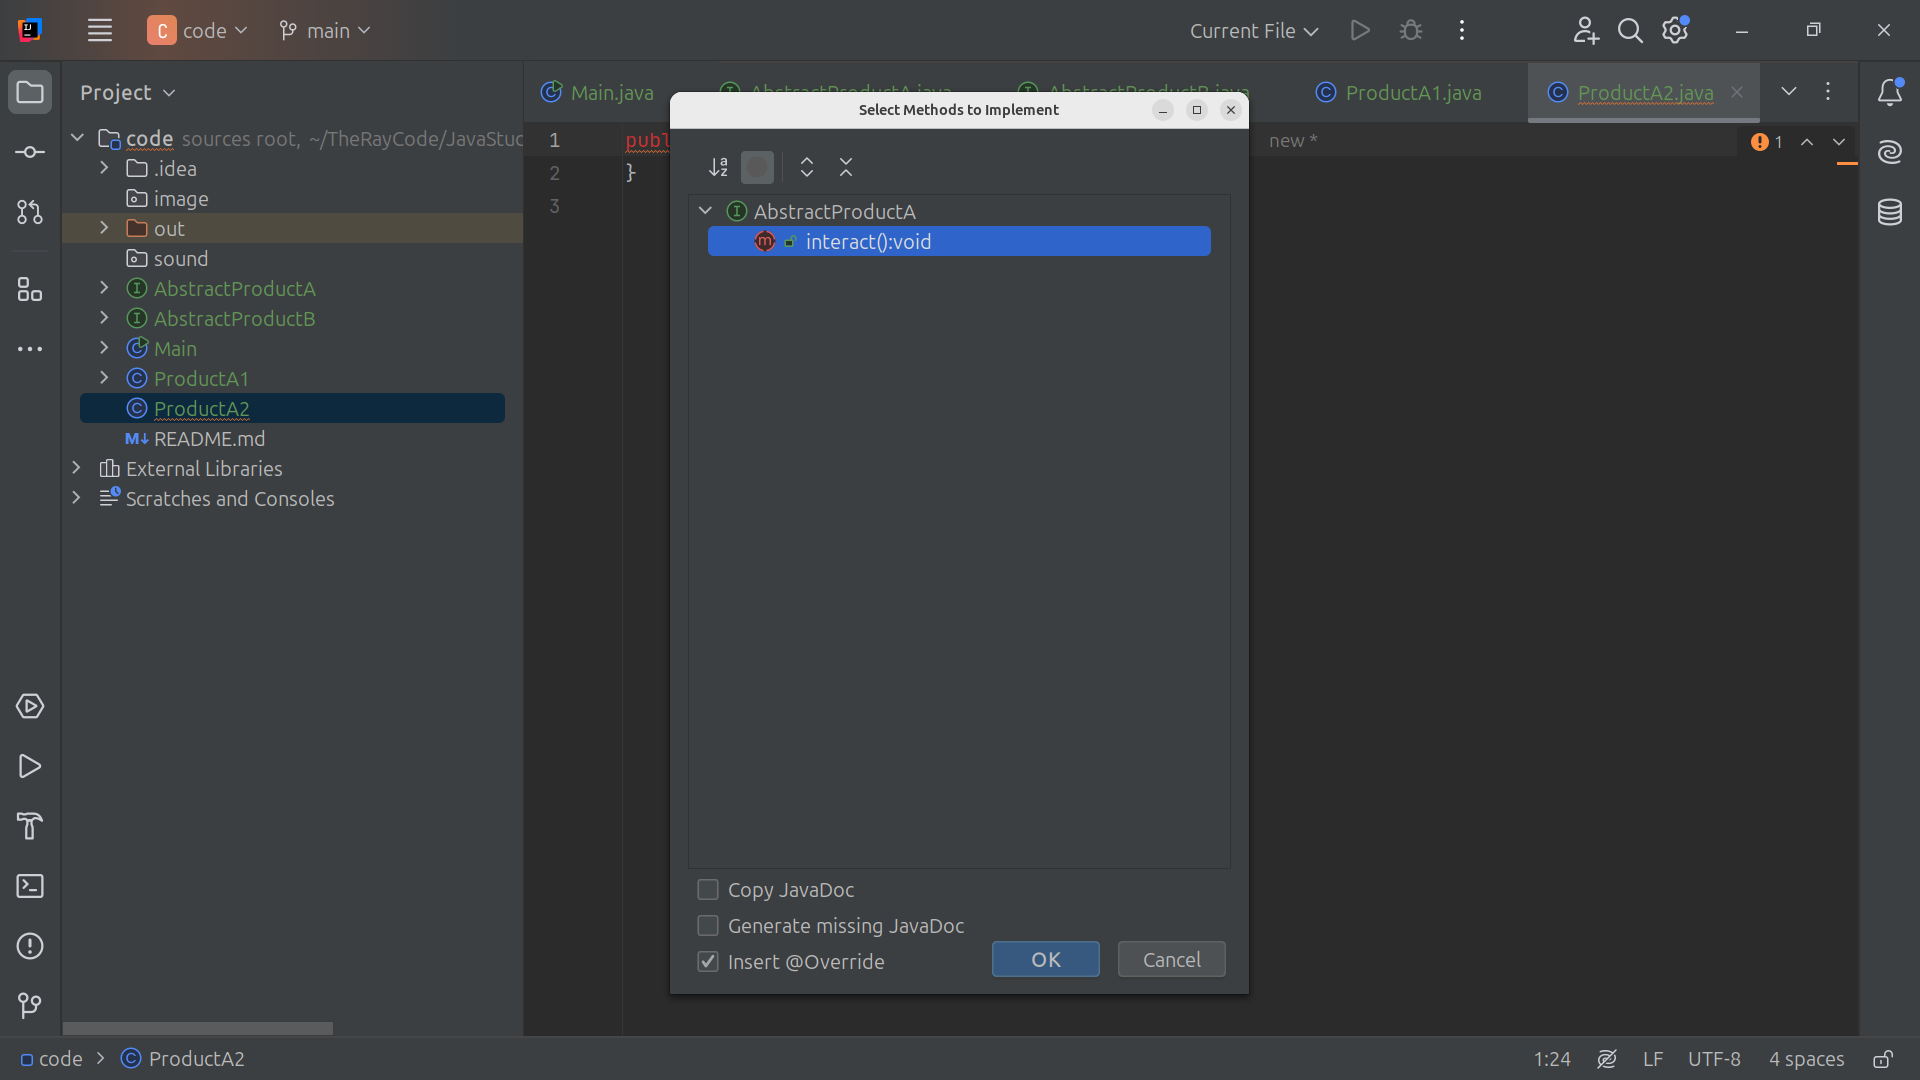 C code main Current File
Project
Main.java ProductA1.java ProductA2.java
Select Methods to Implement
code sources root, ~/TheRayCode/JavaStuc
.idea
image
out
sound
AbstractProductA
AbstractProductB
Main
ProductA1
ProductA2
README.md
External Libraries
Scratches and Consoles
1 publ new * 1
2 }
3
AbstractProductA
interact():void
Copy JavaDoc
Generate missing JavaDoc
Insert @Override
OK Cancel
code ProductA2 1:24 LF UTF-8 4 spaces